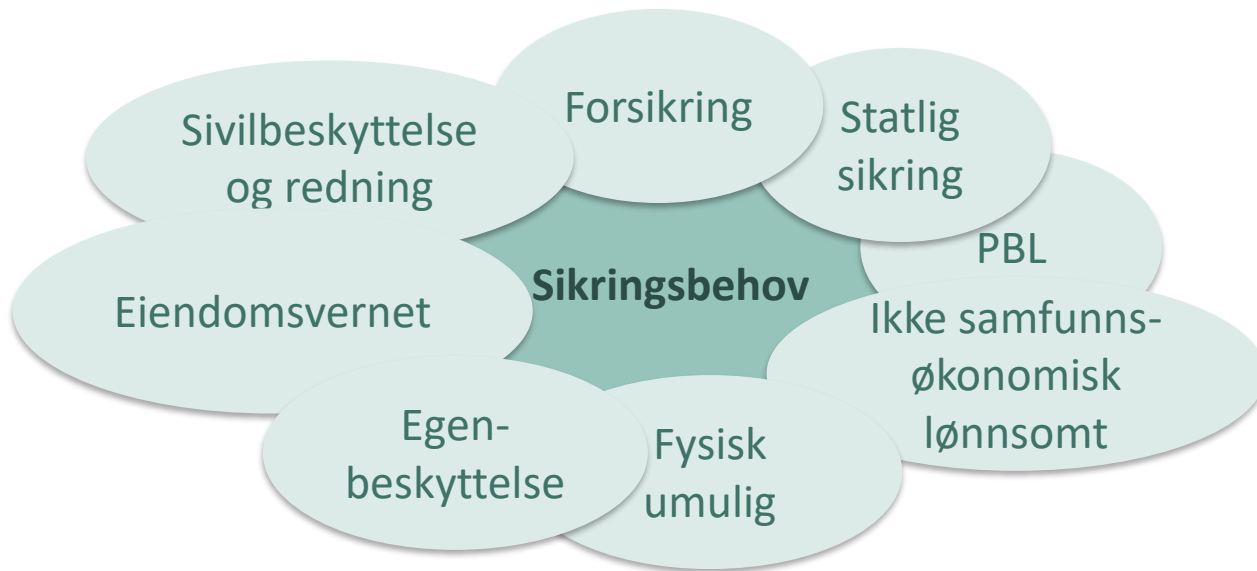 Forsikring
Statlig
sikring
Sivilbeskyttelse
og redning
PBL
Sikringsbehov
Eiendomsvernet
Ikke samfunns-
økonomisk
lønnsomt
Egen-
beskyttelse
Fysisk
umulig